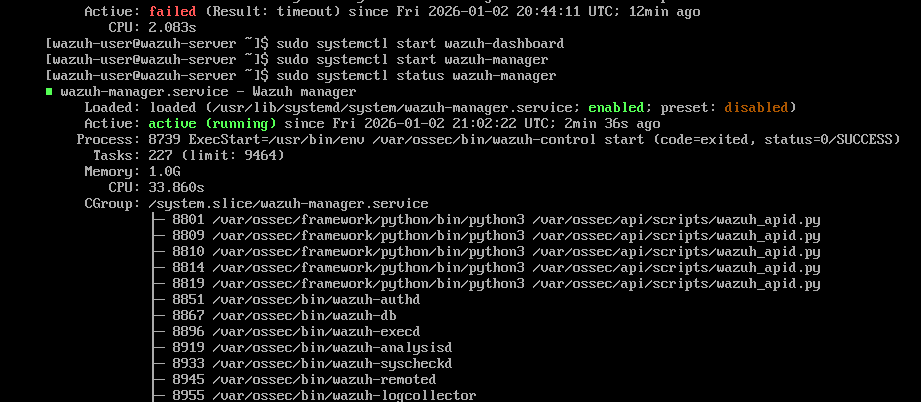 Active: failed (Result: timeout) since Fri 2026-01-02 20:44:11 UTC; 12min ago
CPU: 2.083s
[wazuh-user@wazuh-server ~]$ sudo systemctl start wazuh-dashboard
[wazuh-user@wazuh-server ~]$ sudo systemctl start wazuh-manager
[wazuh-user@wazuh-server ~]$ sudo systemctl status wazuh-manager
■ wazuh-manager.service - Wazuh manager
Loaded: loaded (/usr/lib/systemd/system/wazuh-manager.service; enabled; preset: disabled)
Active: active (running) since Fri 2026-01-02 21:02:22 UTC; 2min 36s ago
Process: 8739 ExecStart=/usr/bin/env /var/ossec/bin/wazuh-control start (code=exited, status=0/SUCCESS)
Tasks: 227 (limit: 9464)
Memory: 1.0G
CPU: 33.860s
CGroup: /system.slice/wazuh-manager.service
├─ 8801 /var/ossec/framework/python/bin/python3 /var/ossec/api/scripts/wazuh_apid.py
├─ 8809 /var/ossec/framework/python/bin/python3 /var/ossec/api/scripts/wazuh_apid.py
├─ 8810 /var/ossec/framework/python/bin/python3 /var/ossec/api/scripts/wazuh_apid.py
├─ 8814 /var/ossec/framework/python/bin/python3 /var/ossec/api/scripts/wazuh_apid.py
├─ 8819 /var/ossec/framework/python/bin/python3 /var/ossec/api/scripts/wazuh_apid.py
├─ 8851 /var/ossec/bin/wazuh-authd
├─ 8867 /var/ossec/bin/wazuh-db
├─ 8896 /var/ossec/bin/wazuh-execd
├─ 8919 /var/ossec/bin/wazuh-analysisd
├─ 8933 /var/ossec/bin/wazuh-syscheckd
├─ 8945 /var/ossec/bin/wazuh-remoted
├─ 8955 /var/ossec/bin/wazuh-logcollector